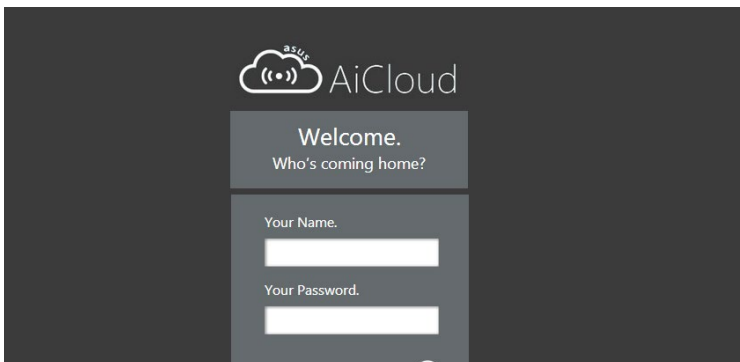 asus
AiCloud
Welcome.
Who's coming home?
Your Name.
Your Password.